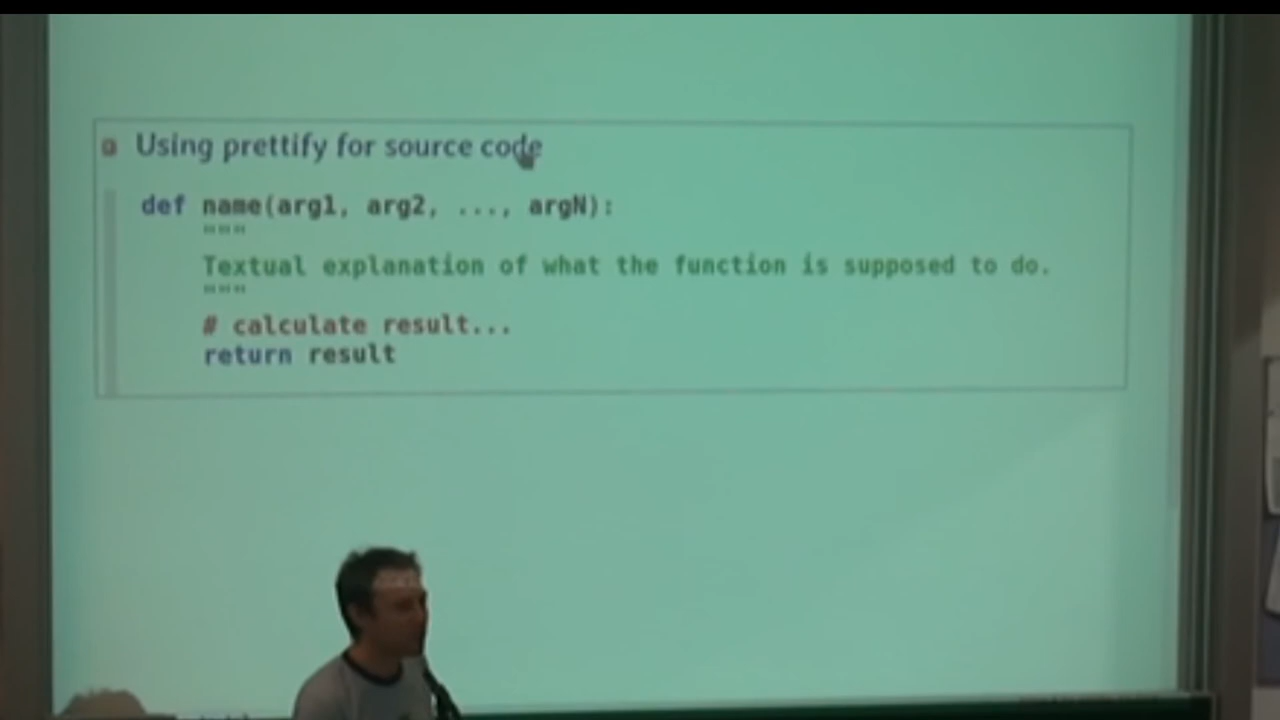 Using prettify for source code
def name(arg1, arg2, ..., argN):
"""
Textual explanation of what the function is supposed to do.
"""
# calculate result...
return result